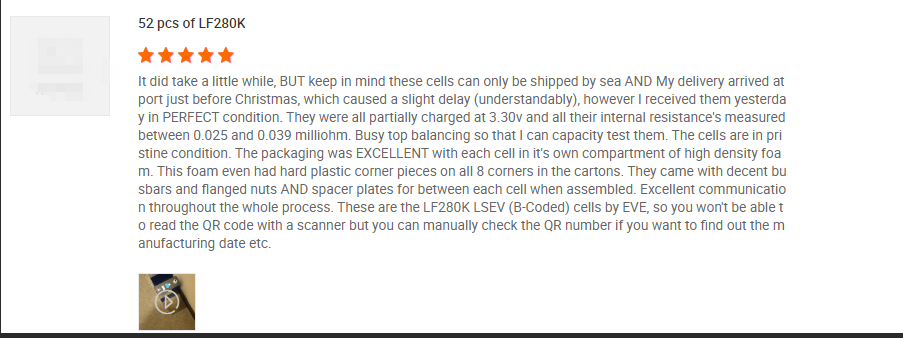 52 pcs of LF280K
It did take a little while, BUT keep in mind these cells can only be shipped by sea AND My delivery arrived at
port just before Christmas, which caused a slight delay (understandably), however I received them yesterda
y in PERFECT condition. They were all partially charged at 3.30v and all their internal resistance's measured
between 0.025 and 0.039 milliohm. Busy top balancing so that I can capacity test them. The cells are in pri
stine condition. The packaging was EXCELLENT with each cell in it's own compartment of high density foa
m. This foam even had hard plastic corner pieces on all 8 corners in the cartons. They came with decent bu
sbars and flanged nuts AND spacer plates for between each cell when assembled. Excellent communicatio
n throughout the whole process. These are the LF280K LSEV (B-Coded) cells by EVE, so you won't be able t
o read the QR code with a scanner but you can manually check the QR number if you want to find out the m
anufacturing date etc.